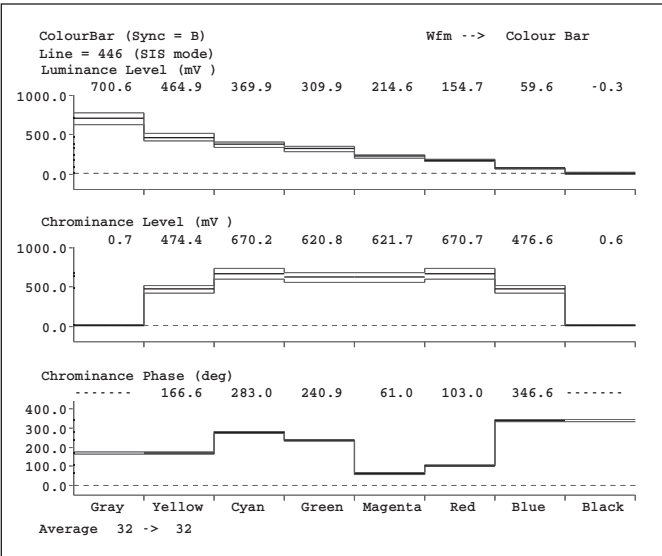 ColourBar (Sync = B) Wfm --> Colour Bar
Line = 446 (SIS mode)
Luminance Level (mV )
700.6 464.9 369.9 309.9 214.6 154.7 59.6 -0.3
1000.0
500.0
0.0
Chrominance Level (mV )
0.7 474.4 670.2 620.8 621.7 670.7 476.6 0.6
1000.0
500.0
0.0
Chrominance Phase (deg)
------- 166.6 283.0 240.9 61.0 103.0 346.6 -------
400.0
300.0
200.0
100.0
0.0
Gray Yellow Cyan Green Magenta Red Blue Black
Average 32 -> 32